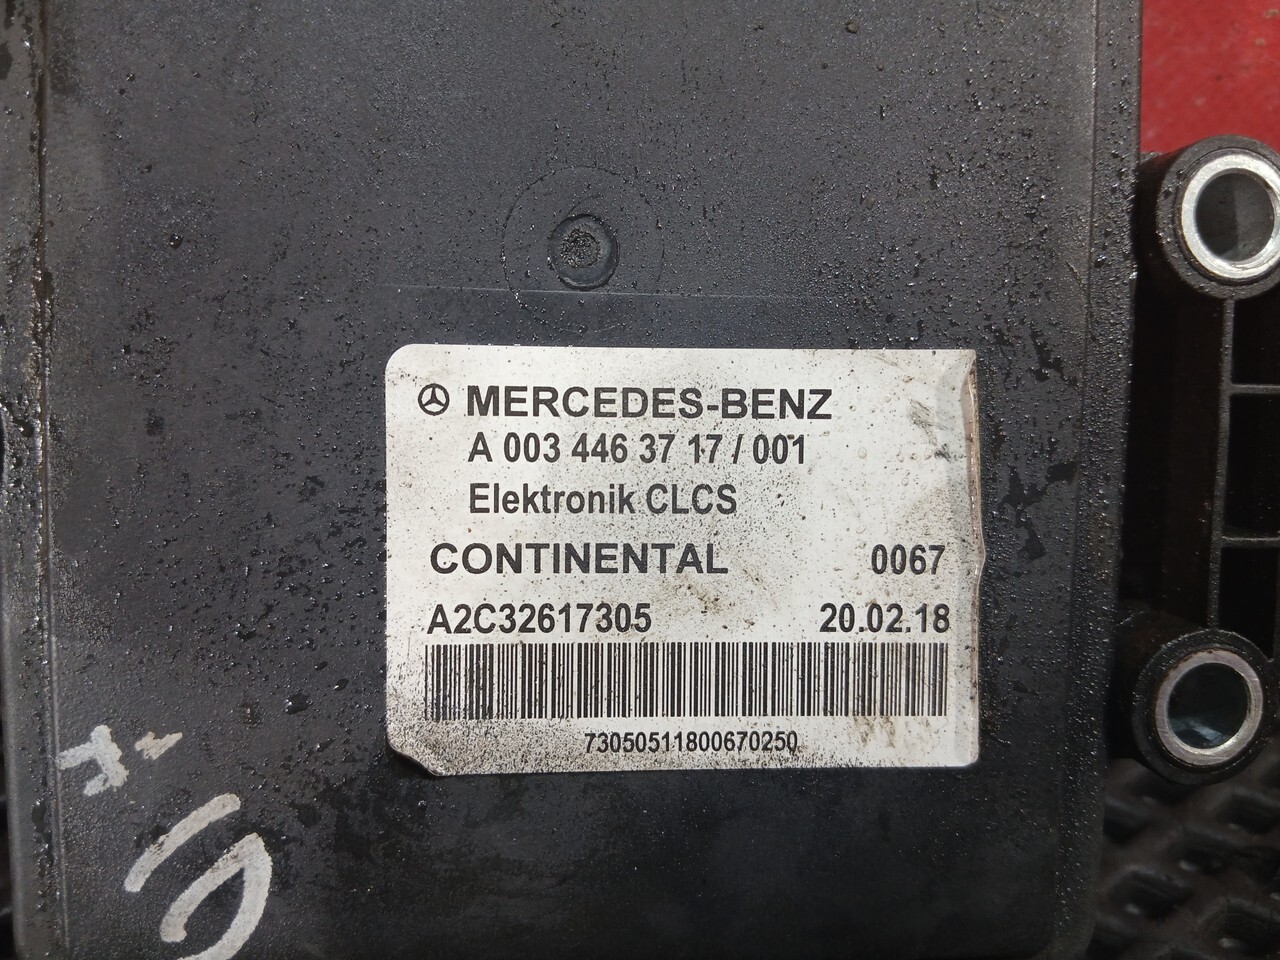 MERCEDES-BENZ
A 003 446 37 17 / 001
Elektronik CLCS
CONTINENTAL 0067
A2C32617305 20.02.18
73050511800670250